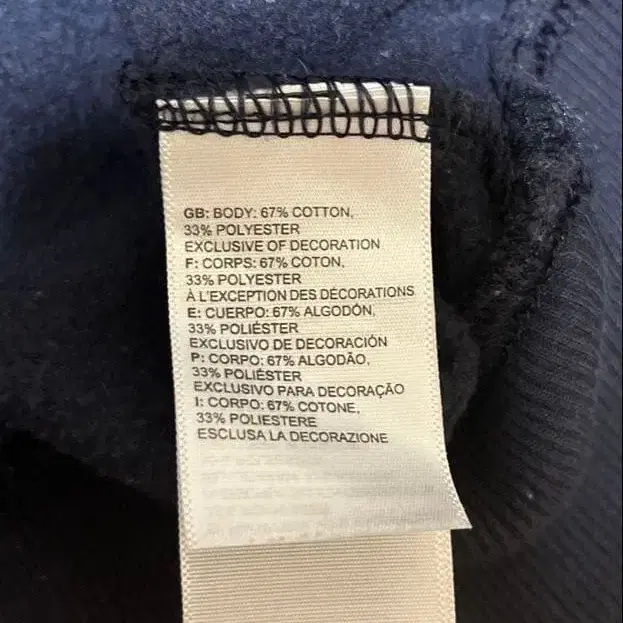 GB: BODY: 67% COTTON,
33% POLYESTER
EXCLUSIVE OF DECORATION
F: CORPS: 67% COTON,
33% POLYESTER
À L'EXCEPTION DES DÉCORATIONS
E: CUERPO: 67% ALGODÓN,
33% POLIÉSTER
EXCLUSIVO DE DECORACIÓN
P: CORPO: 67% ALGODÃO,
33% POLIÉSTER
EXCLUSIVO PARA DECORAÇÃO
I: CORPO: 67% COTONE,
33% POLIESTERE
ESCLUSA LA DECORAZIONE